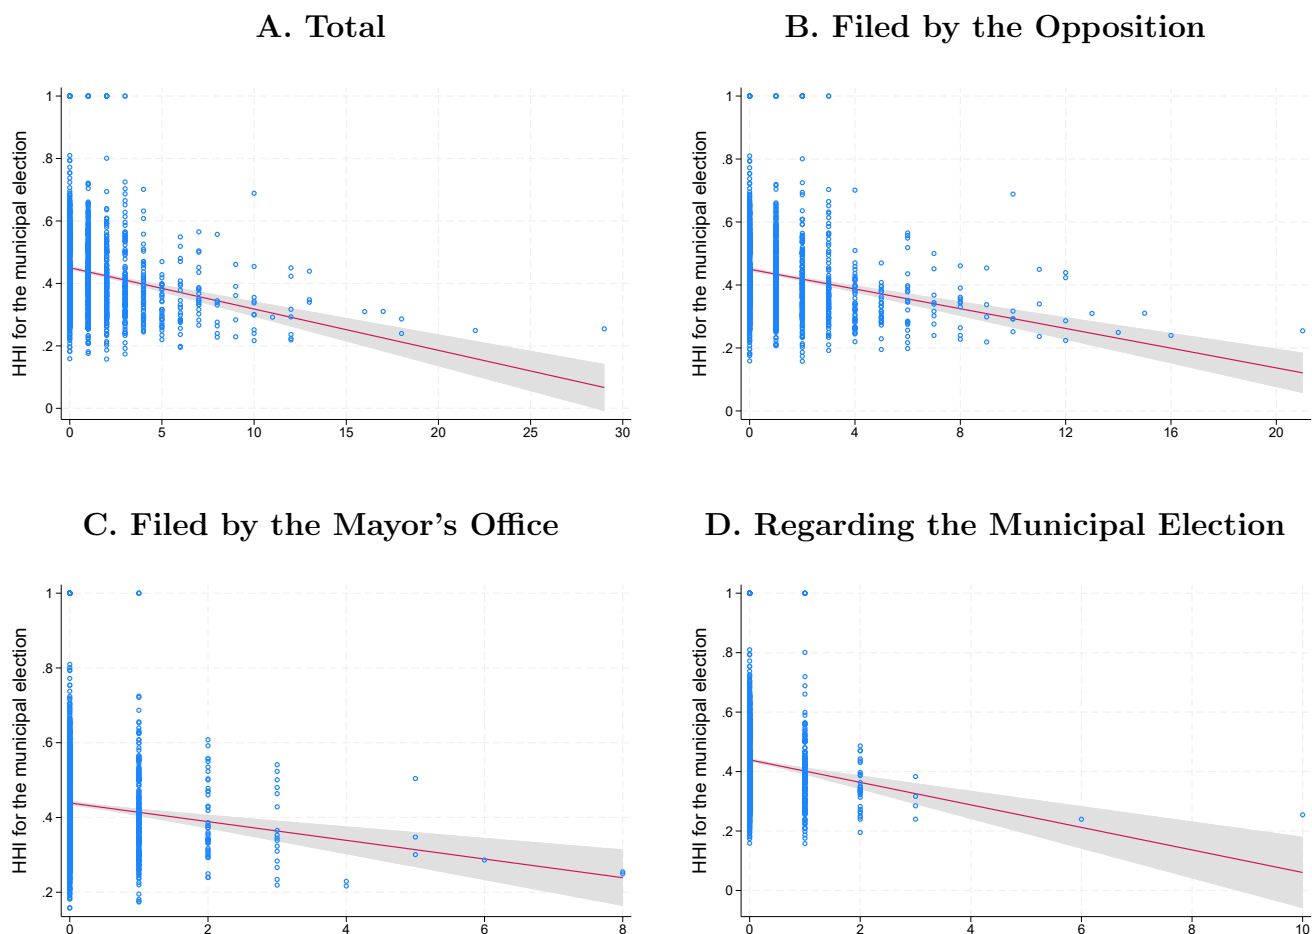 A. Total
HHI for the municipal election
1
.8
.6
.4
.2
0
0 5 10 15 20 25 30
B. Filed by the Opposition
HHI for the municipal election
1
.8
.6
.4
.2
0
0 4 8 12 16 20
C. Filed by the Mayor's Office
HHI for the municipal election
1
.8
.6
.4
.2
0 2 4 6 8
D. Regarding the Municipal Election
HHI for the municipal election
1
.8
.6
.4
.2
0
0 2 4 6 8 10